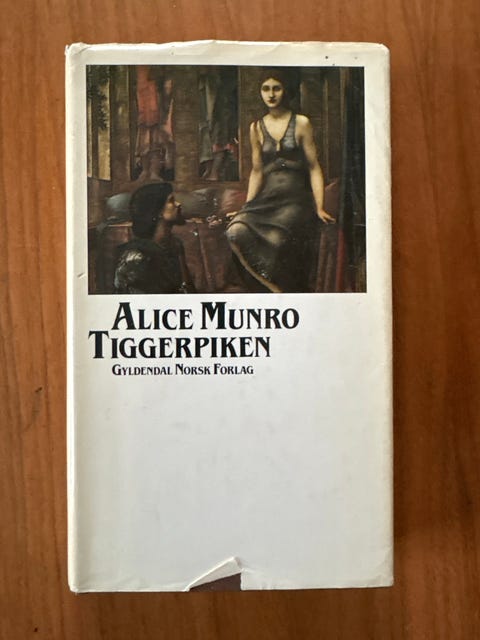 ALICE MUNRO
TIGGERPIKEN
GYLDENDAL NORSK FORLAG